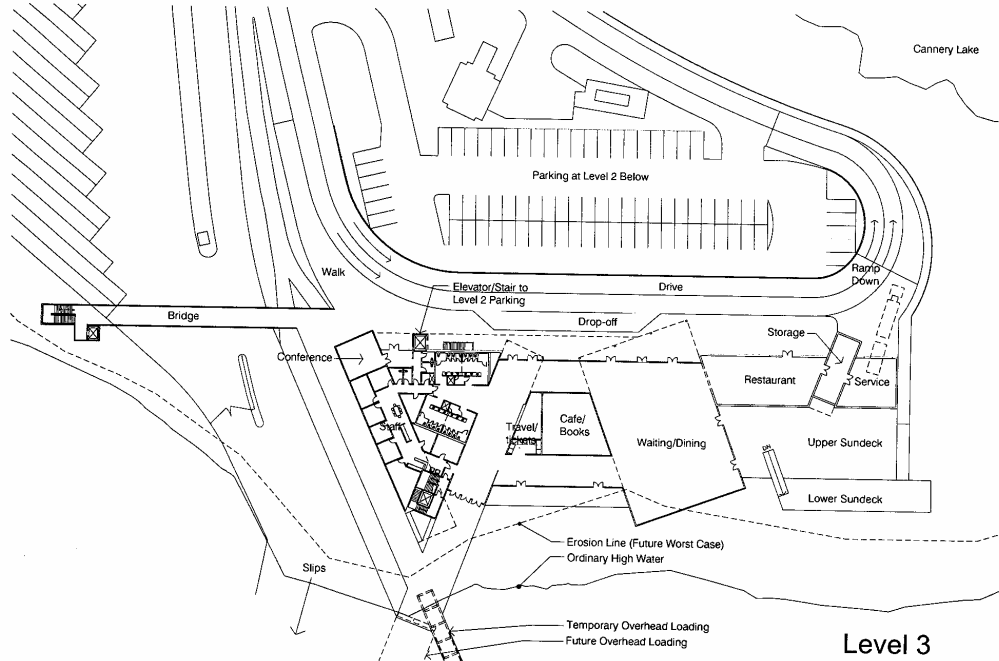 Cannery Lake
Parking at Level 2 Below
Walk
Elevator/Stair to
Level 2 Parking
Drive
Ramp
Down
Bridge
Drop-off
Storage
Conference
Restaurant
Service
Staff
Travel/
tickets
Cafe/
Books
Waiting/Dining
Upper Sundeck
DN
Lower Sundeck
Erosion Line (Future Worst Case)
Ordinary High Water
Slips
Temporary Overhead Loading
Future Overhead Loading
Level 3